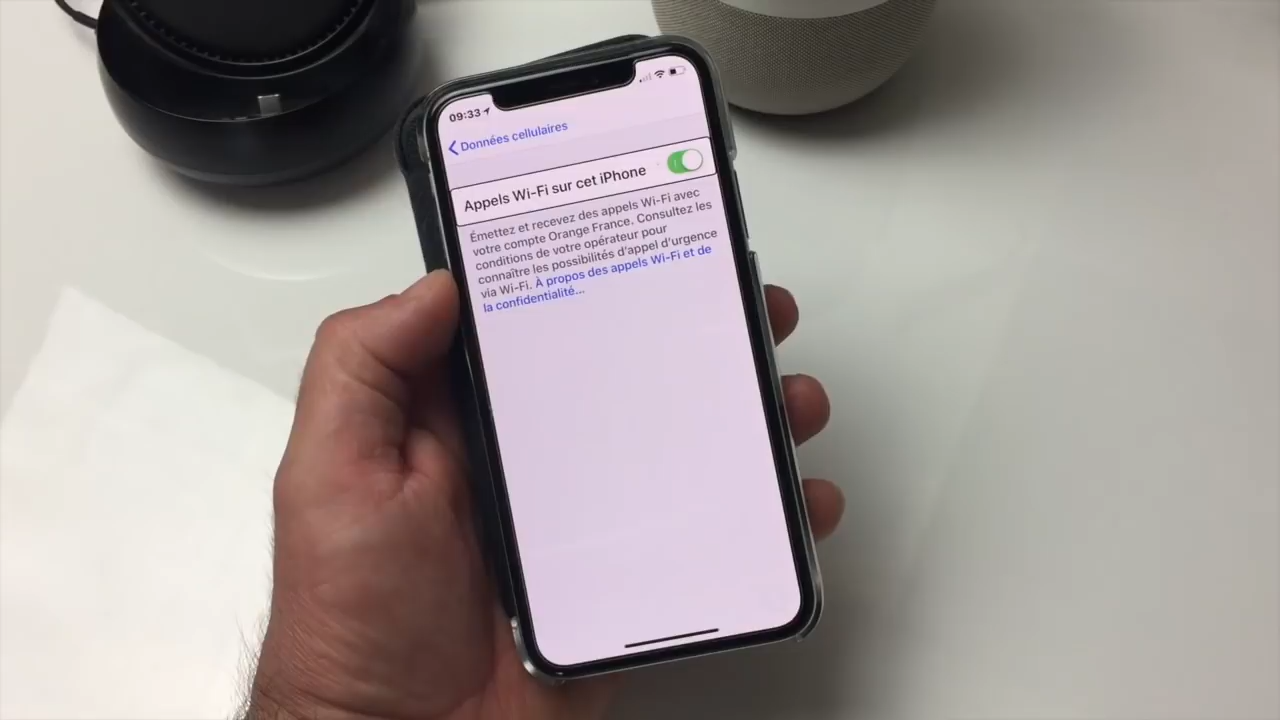 09:33
Données cellulaires
Appels Wi-Fi sur cet iPhone
Émettez et recevez des appels Wi-Fi avec
votre compte Orange France. Consultez les
conditions de votre opérateur pour
connaître les possibilités d'appel d'urgence
via Wi-Fi. À propos des appels Wi-Fi et de
la confidentialité...